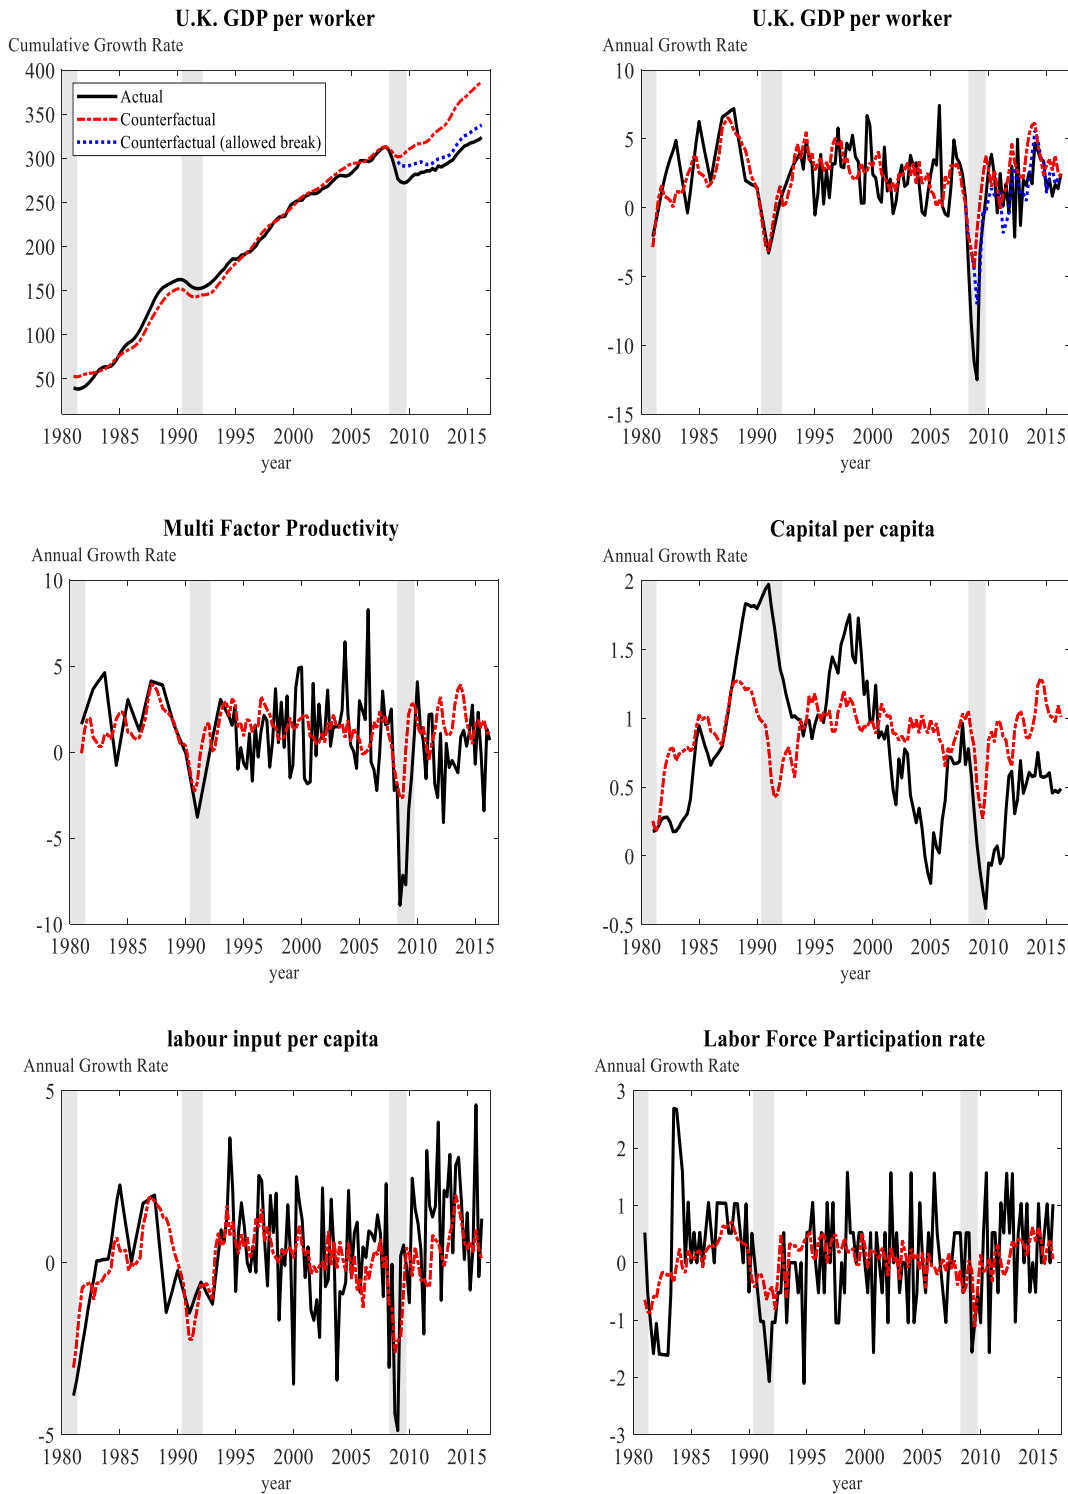 U.K. GDP per worker
Cumulative Growth Rate
400
350
300
250
200
150
100
50
Actual
Counterfactual
Counterfactual (allowed break)
1980 1985 1990 1995 2000 2005 2010 2015
year
U.K. GDP per worker
Annual Growth Rate
10
5
0
-5
-10
-15
1980 1985 1990 1995 2000 2005 2010 2015
year
Multi Factor Productivity
Annual Growth Rate
10
5
0
-5
-10
1980 1985 1990 1995 2000 2005 2010 2015
year
Capital per capita
Annual Growth Rate
2
1.5
1
0.5
0
-0.5
1980 1985 1990 1995 2000 2005 2010 2015
year
labour input per capita
Annual Growth Rate
5
0
-5
1980 1985 1990 1995 2000 2005 2010 2015
year
Labor Force Participation rate
Annual Growth Rate
3
2
1
0
-1
-2
-3
1980 1985 1990 1995 2000 2005 2010 2015
year